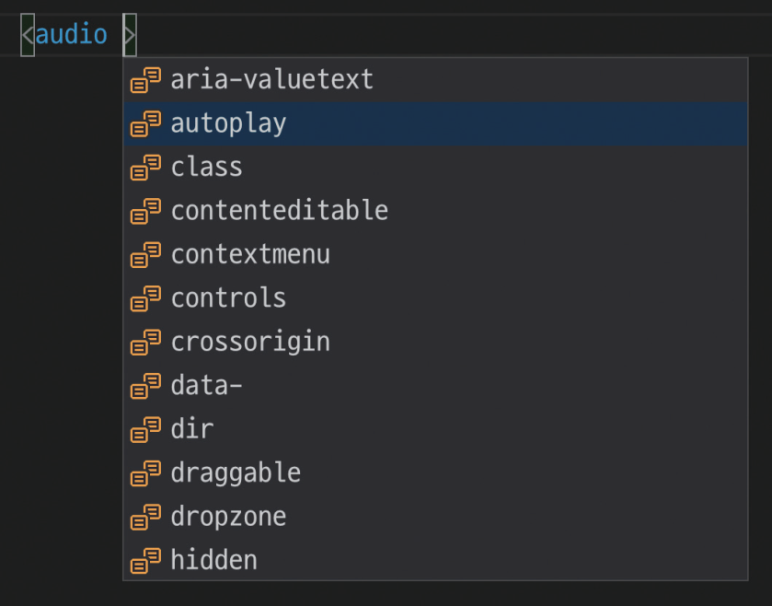 <audio >
aria-valuetext
autoplay
class
contenteditable
contextmenu
controls
crossorigin
data-
dir
draggable
dropzone
hidden